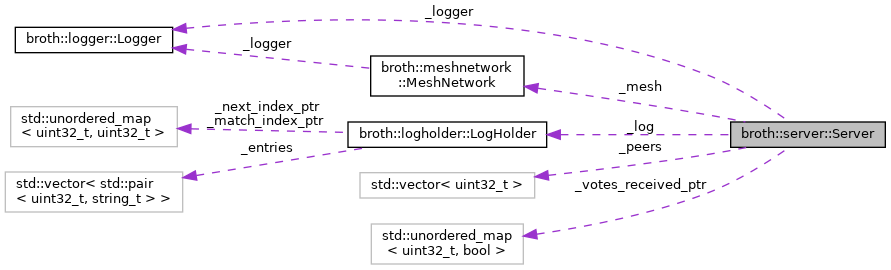 _logger
broth::logger::Logger
_logger
broth::meshnetwork
::MeshNetwork
_mesh
std::unordered_map
< uint32_t, uint32_t >
_next_index_ptr
_match_index_ptr
broth::logholder::LogHolder
_log
broth::server::Server
_entries
_peers
std::vector< std::pair
< uint32_t, string_t > >
std::vector< uint32_t >
_votes_received_ptr
std::unordered_map
< uint32_t, bool >